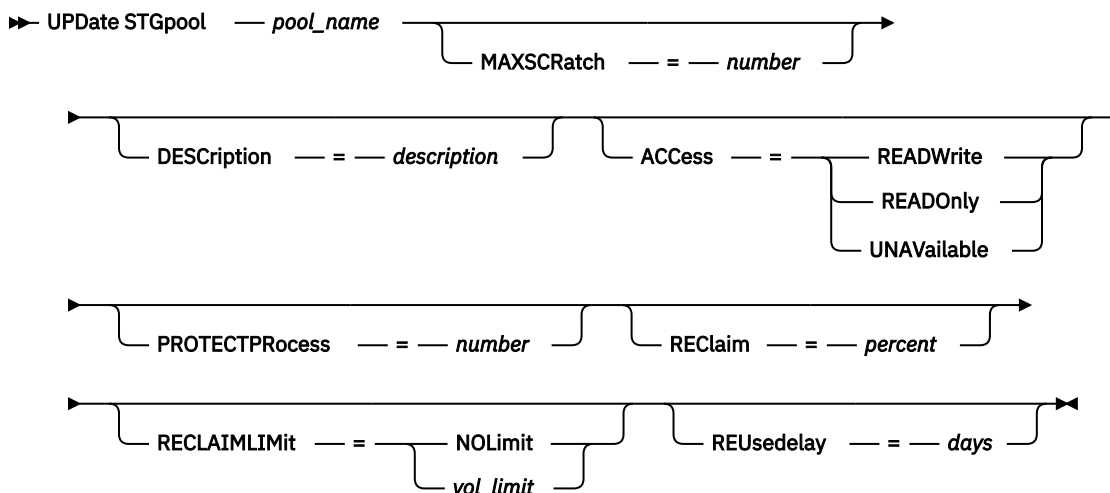 UPDate STGpool — pool_name
MAXSCRatch — = — number
DESCription — = — description ACCess — = READWrite
READOnly
UNAVailable
PROTECTPRocess — = — number REClaim — = — percent
RECLAIMLIMit — = NOLimit REUsedelay — = — days
vol_limit